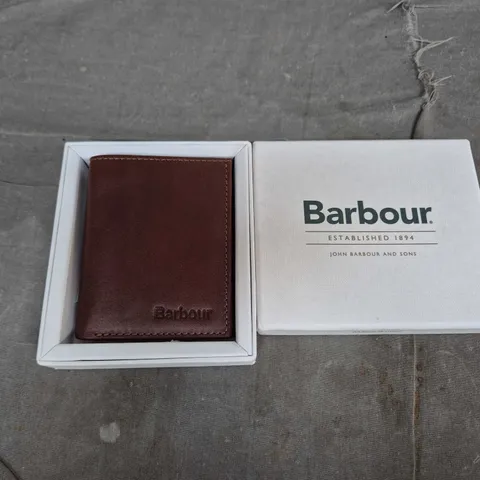 Barbour
Barbour®
ESTABLISHED 1894
JOHN BARBOUR AND SONS